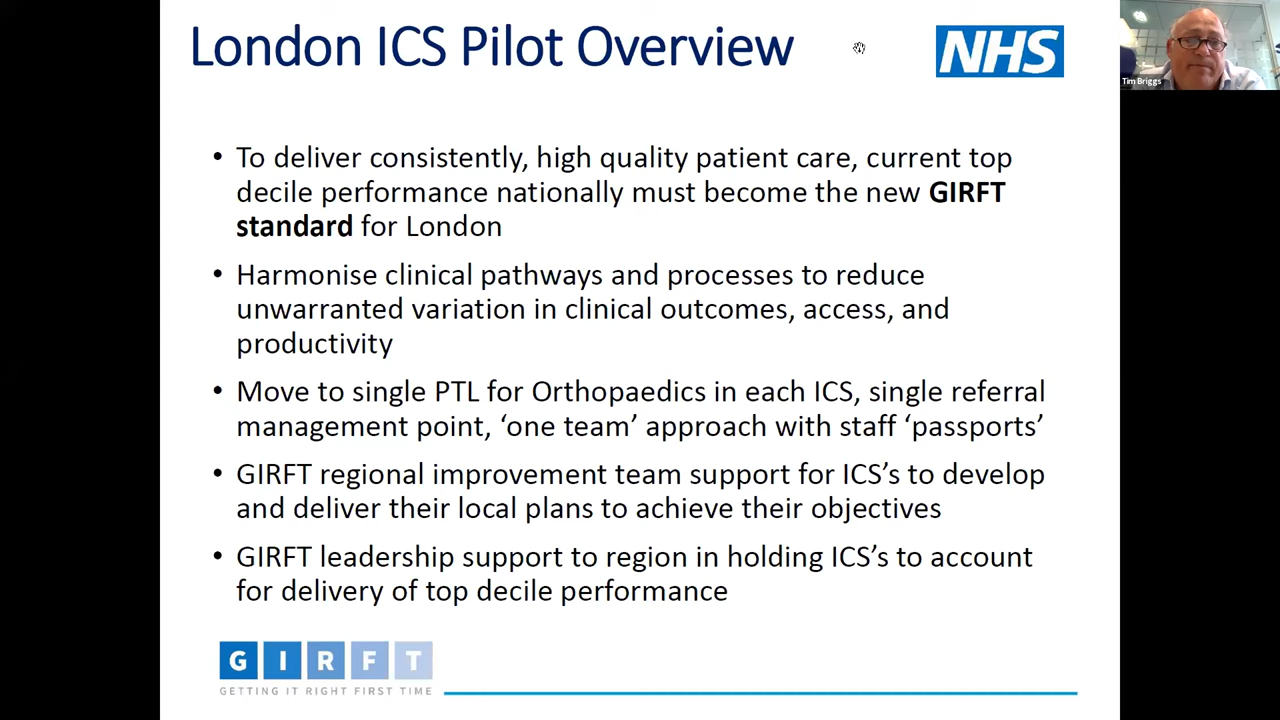 London ICS Pilot Overview
NHS
Tim Briggs
• To deliver consistently, high quality patient care, current top
decile performance nationally must become the new GIRFT
standard for London
• Harmonise clinical pathways and processes to reduce
unwarranted variation in clinical outcomes, access, and
productivity
• Move to single PTL for Orthopaedics in each ICS, single referral
management point, ‘one team’ approach with staff ‘passports’
• GIRFT regional improvement team support for ICS’s to develop
and deliver their local plans to achieve their objectives
• GIRFT leadership support to region in holding ICS’s to account
for delivery of top decile performance
GIRFT
GETTING IT RIGHT FIRST TIME